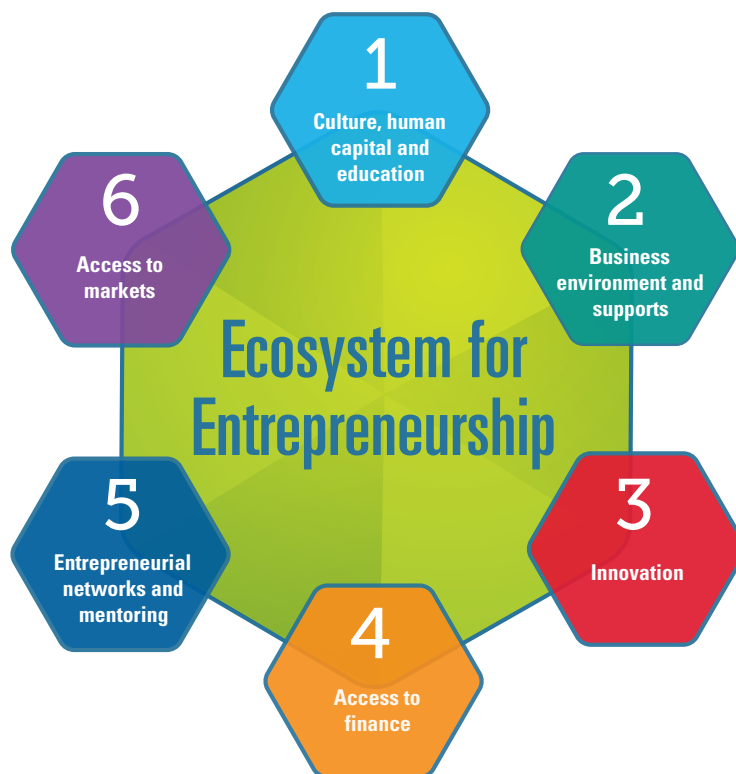 1
Culture, human
capital and
education
2
Business
environment and
supports
3
Innovation
4
Access to
finance
5
Entrepreneurial
networks and
mentoring
6
Access to
markets
Ecosystem for
Entrepreneurship